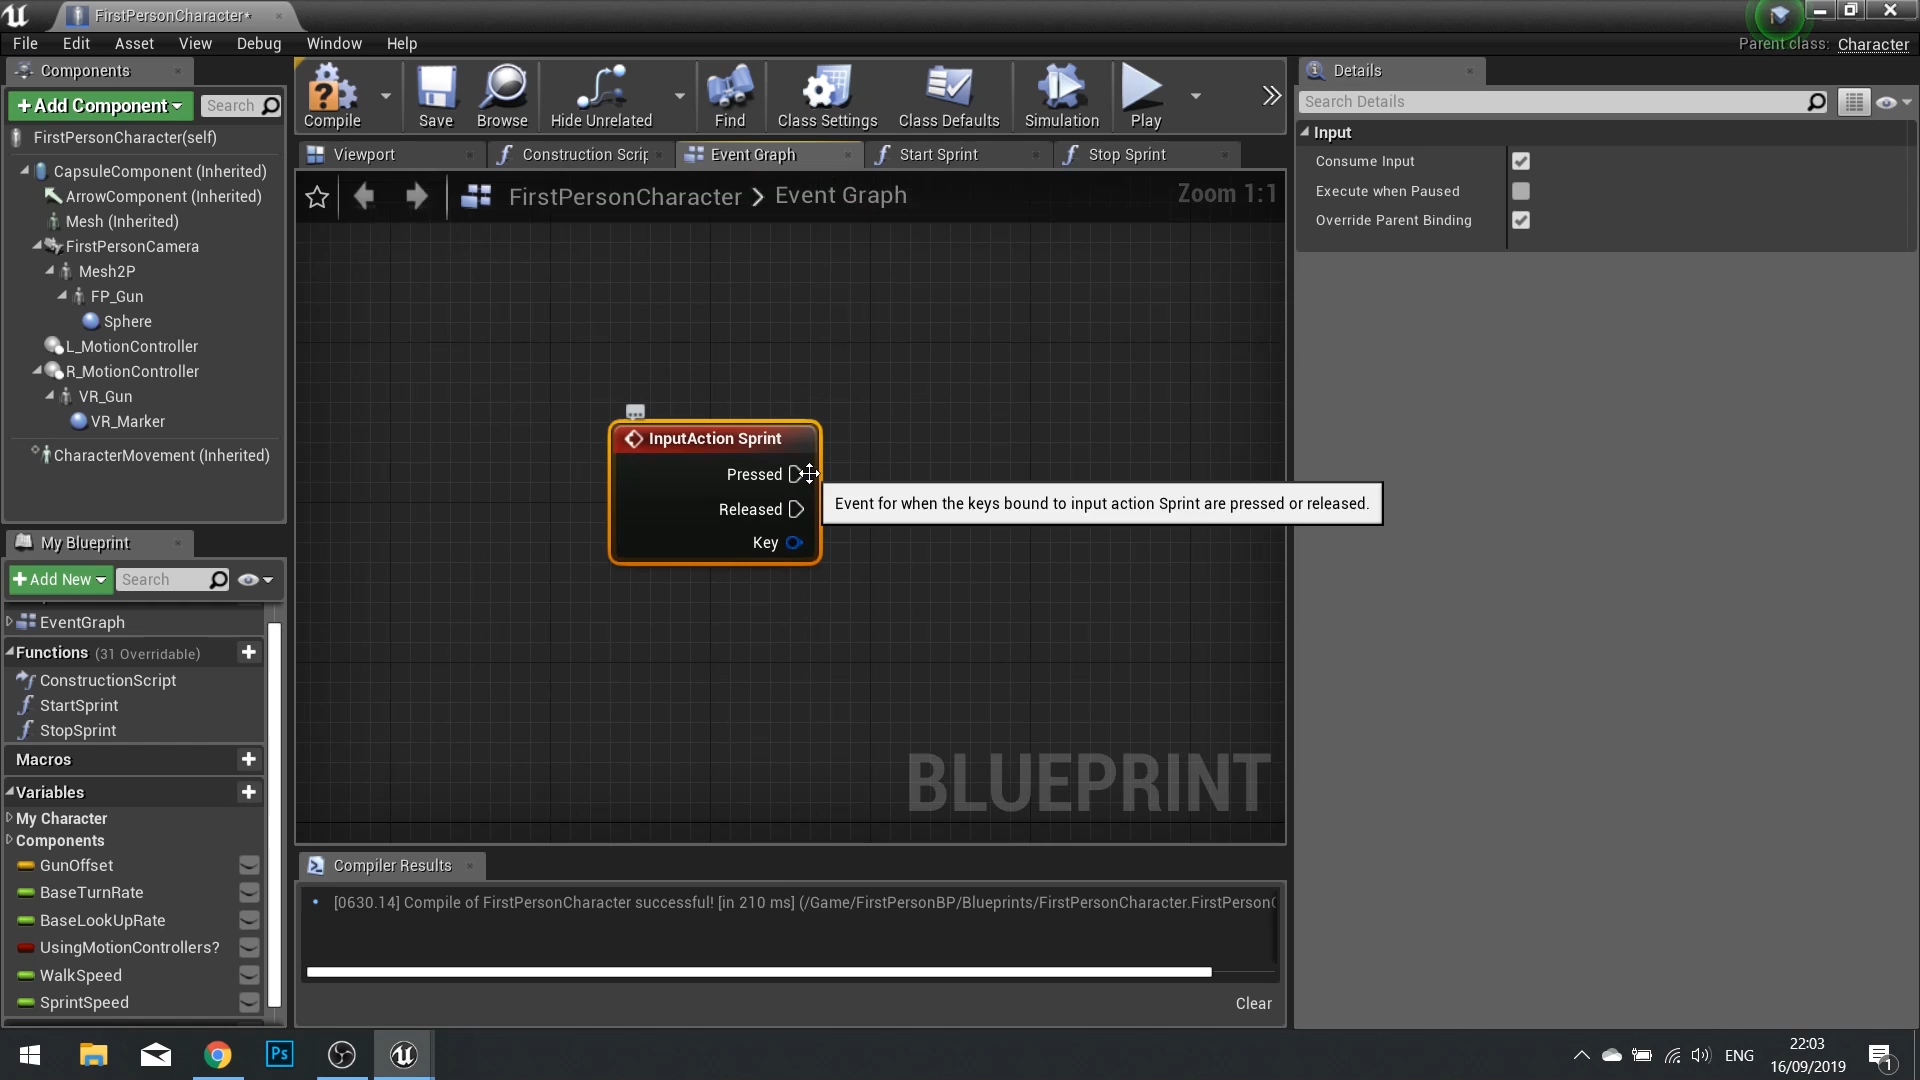 FirstPersonCharacter*
File Edit Asset View Debug Window Help
Parent class: Character
Components
+Add Component
Search
FirstPersonCharacter(self)
CapsuleComponent (Inherited)
ArrowComponent (Inherited)
Mesh (Inherited)
FirstPersonCamera
Mesh2P
FP_Gun
Sphere
L_MotionController
R_MotionController
VR_Gun
VR_Marker
CharacterMovement (Inherited)
My Blueprint
+Add New
Search
EventGraph
Functions (31 Overridable)
ConstructionScript
StartSprint
StopSprint
Macros
Variables
My Character
Components
GunOffset
BaseTurnRate
BaseLookUpRate
UsingMotionControllers?
WalkSpeed
SprintSpeed
Compile Save Browse Hide Unrelated Find Class Settings Class Defaults Simulation Play
Viewport Construction Scrip Event Graph Start Sprint Stop Sprint
FirstPersonCharacter > Event Graph
Zoom 1:1
InputAction Sprint
Pressed
Released
Key
Event for when the keys bound to input action Sprint are pressed or released.
BLUEPRINT
Compiler Results
[0630.14] Compile of FirstPersonCharacter successful! [in 210 ms] (/Game/FirstPersonBP/Blueprints/FirstPersonCharacter.FirstPersonC
Clear
Details
Search Details
Input
Consume Input
Execute when Paused
Override Parent Binding
Ps
ENG
22:03
16/09/2019
1